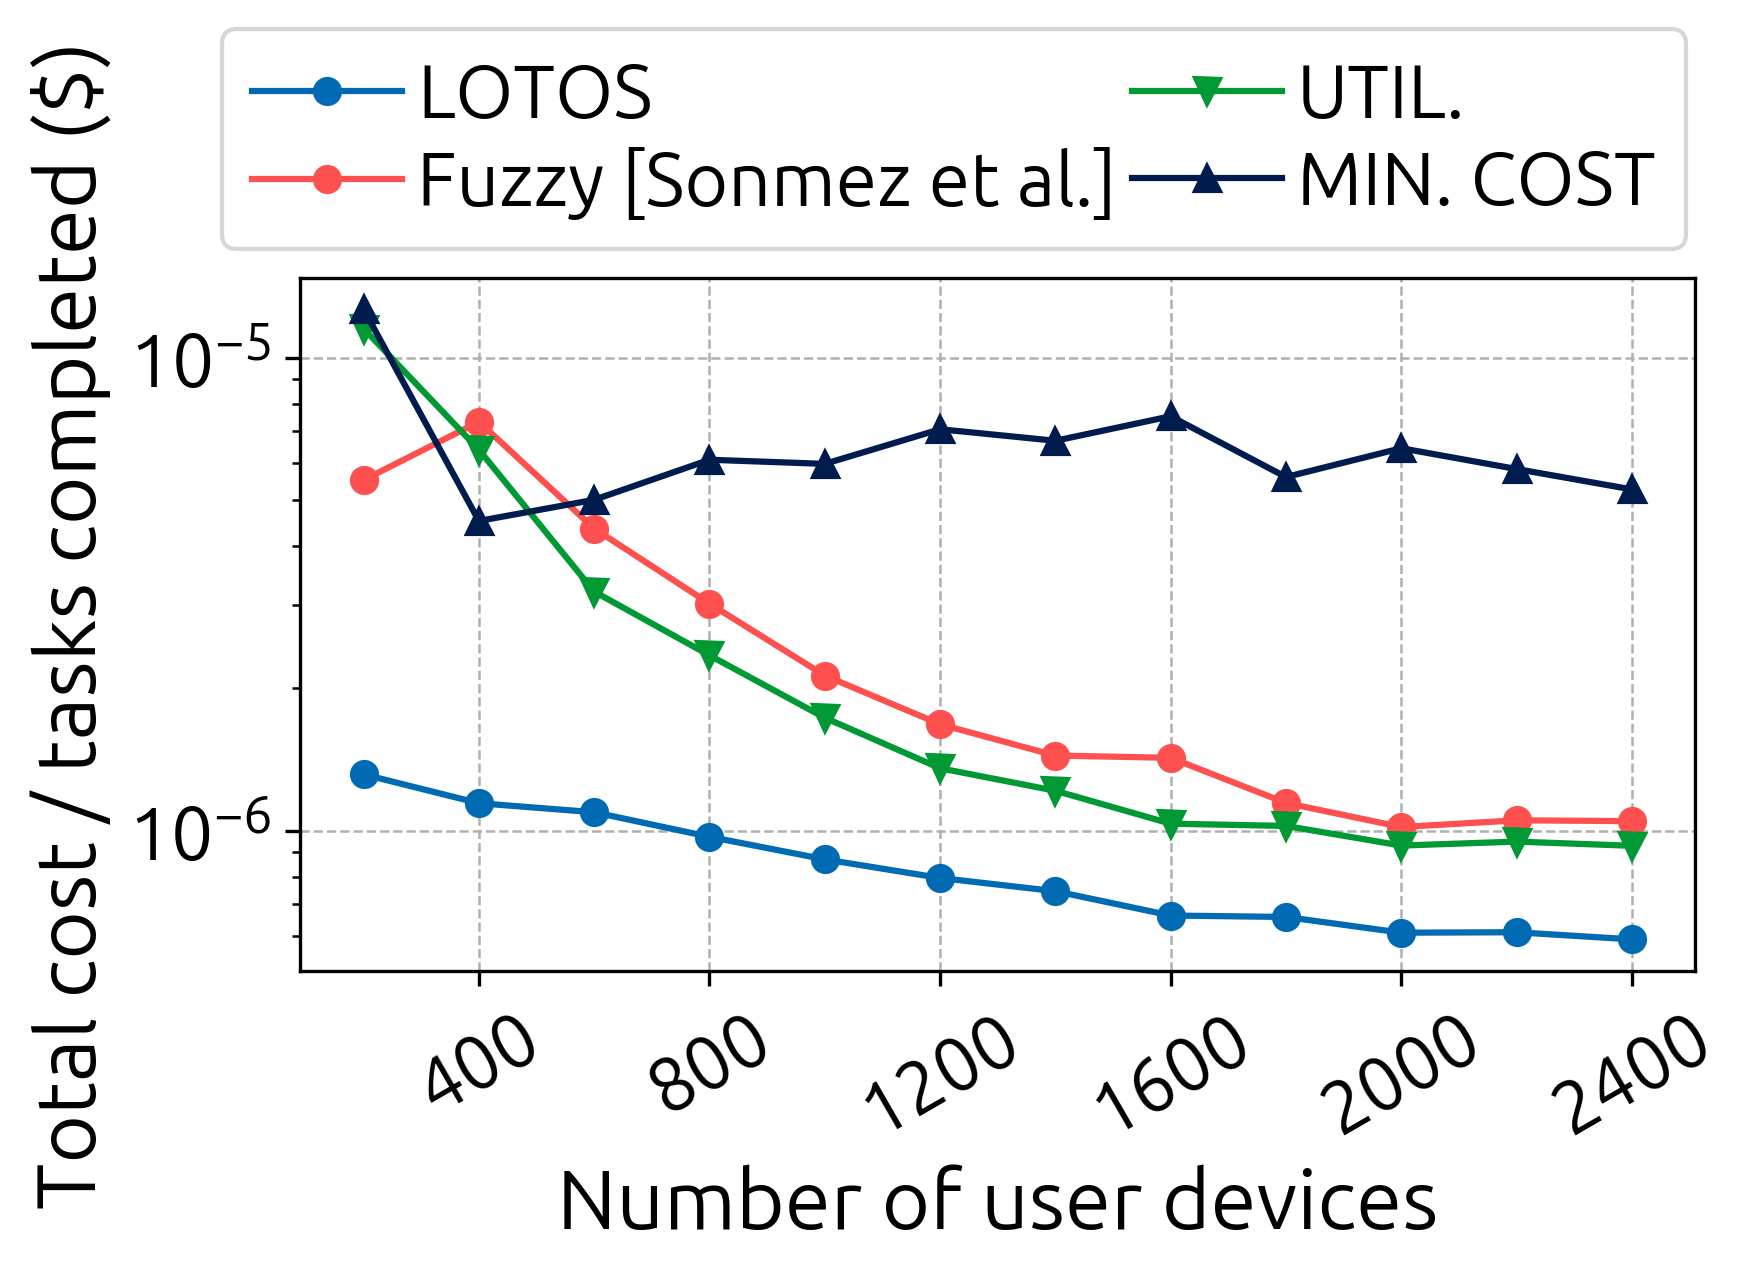 LOTOS
Fuzzy [Sonmez et al.]
UTIL.
MIN. COST
Total cost / tasks completed ($)
10⁻⁵
10⁻⁶
400 800 1200 1600 2000 2400
Number of user devices